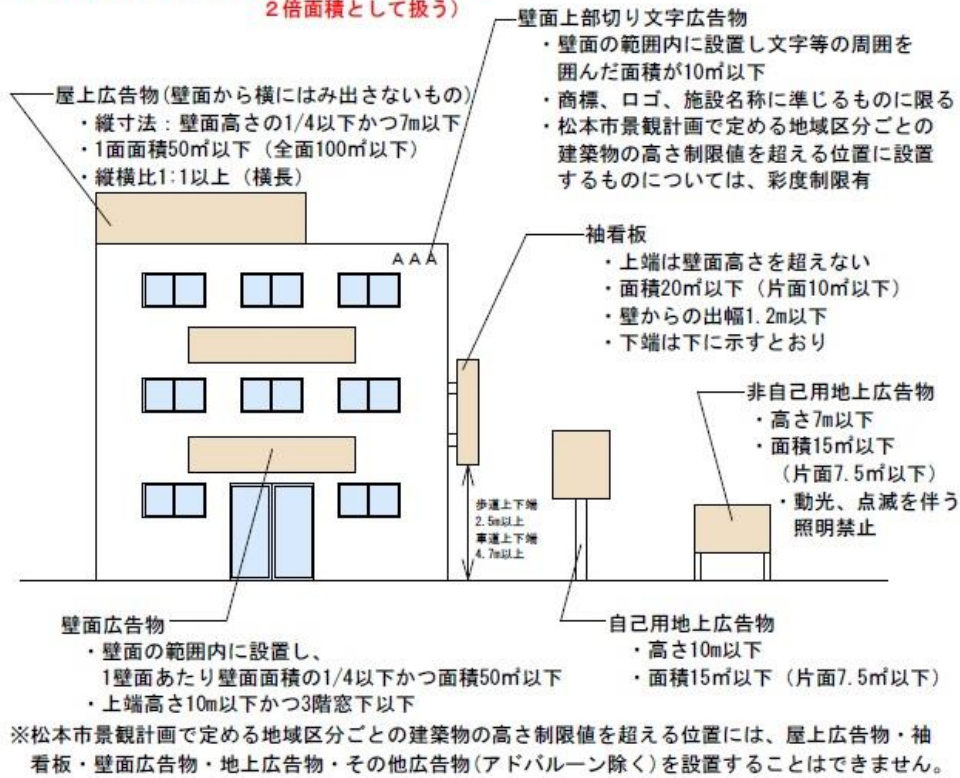 ２倍面積として扱う）
壁面上部切り文字広告物
・壁面の範囲内に設置し文字等の周囲を
囲んだ面積が10㎡以下
・商標、ロゴ、施設名称に準じるものに限る
・松本市景観計画で定める地域区分ごとの
建築物の高さ制限値を超える位置に設置
するものについては、彩度制限有
屋上広告物(壁面から横にはみ出さないもの)
・縦寸法：壁面高さの1/4以下かつ7m以下
・1面面積50㎡以下（全面100㎡以下）
・縦横比1:1以上（横長）
ＡＡＡ
袖看板
・上端は壁面高さを超えない
・面積20㎡以下（片面10㎡以下）
・壁からの出幅1.2m以下
・下端は下に示すとおり
非自己用地上広告物
・高さ7m以下
・面積15㎡以下
（片面7.5㎡以下）
・動光、点滅を伴う
照明禁止
歩道上下端
2.5m以上
車道上下端
4.7m以上
壁面広告物
・壁面の範囲内に設置し、
1壁面あたり壁面面積の1/4以下かつ面積50㎡以下
・上端高さ10m以下かつ3階窓下以下
自己用地上広告物
・高さ10m以下
・面積15㎡以下（片面7.5㎡以下）
※松本市景観計画で定める地域区分ごとの建築物の高さ制限値を超える位置には、屋上広告物・袖
看板・壁面広告物・地上広告物・その他広告物(アドバルーン除く)を設置することはできません。